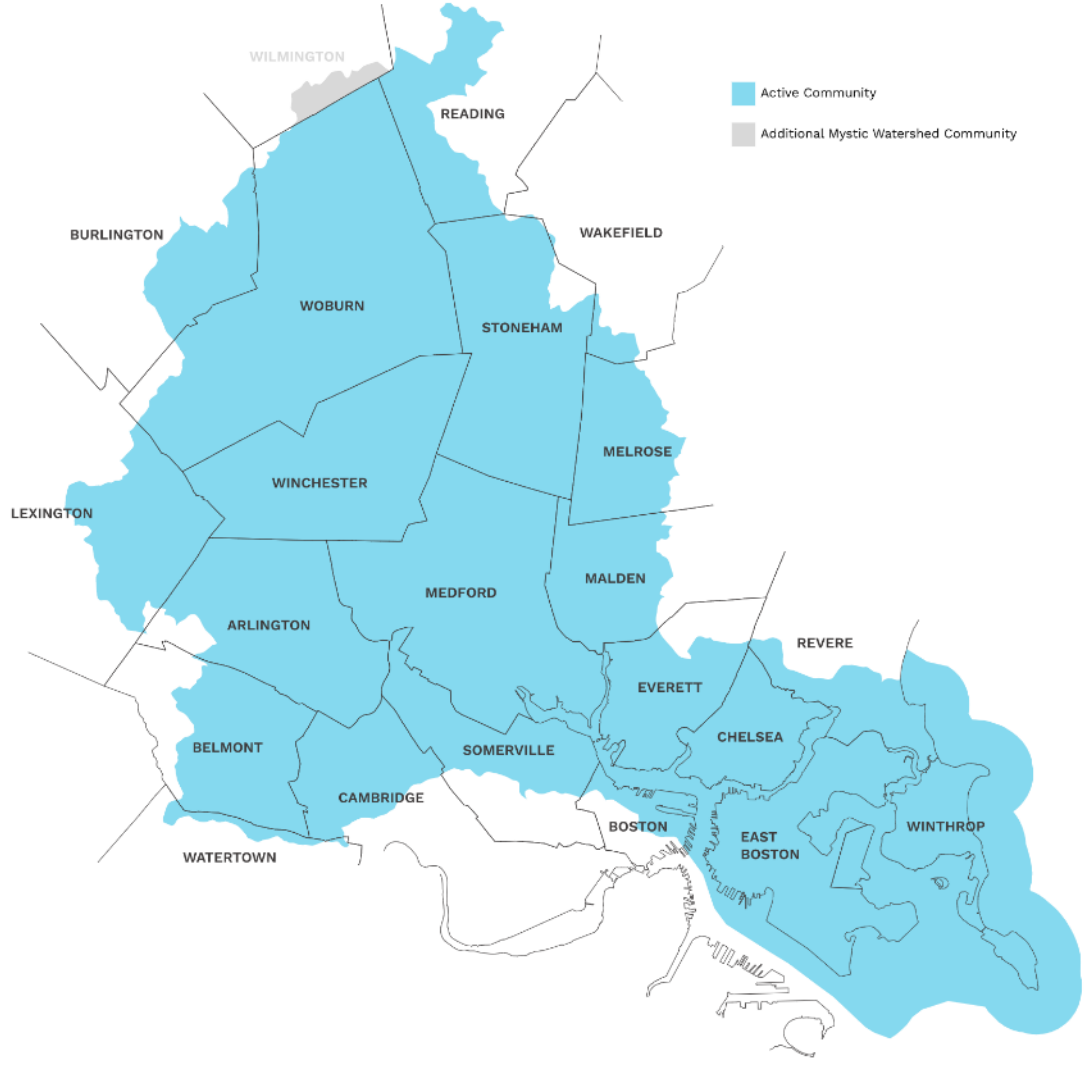 WILMINGTON
Active Community
READING
Additional Mystic Watershed Community
BURLINGTON
WAKEFIELD
WOBURN
STONEHAM
MELROSE
WINCHESTER
LEXINGTON
MALDEN
MEDFORD
ARLINGTON
REVERE
EVERETT
CHELSEA
BELMONT
SOMERVILLE
CAMBRIDGE
BOSTON
WINTHROP
EAST
BOSTON
WATERTOWN